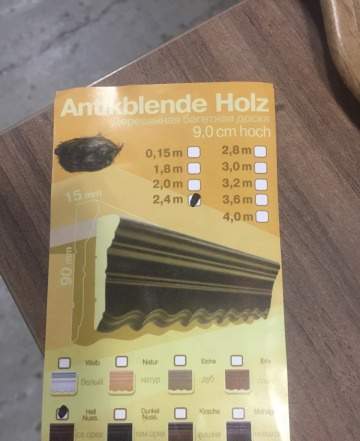 Antikblende Holz
Деревянная багетная доска
9,0 cm hoch
0,15 m 2,8 m
1,8 m 3,0 m
2,0 m 3,2 m
2,4 m 3,6 m
4,0 m
15 mm
90 mm
Weiß Natur Eiche
белый натур дуб
Hell Nuss. Dunkel Nuss. Kirsche